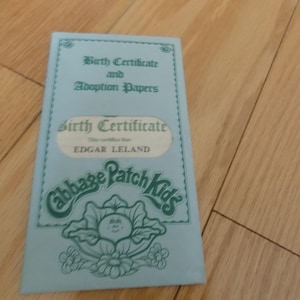 Birth Certificate
and
Adoption Papers
Birth Certificate
This certifies that
EDGAR LELAND
Cabbage Patch Kids